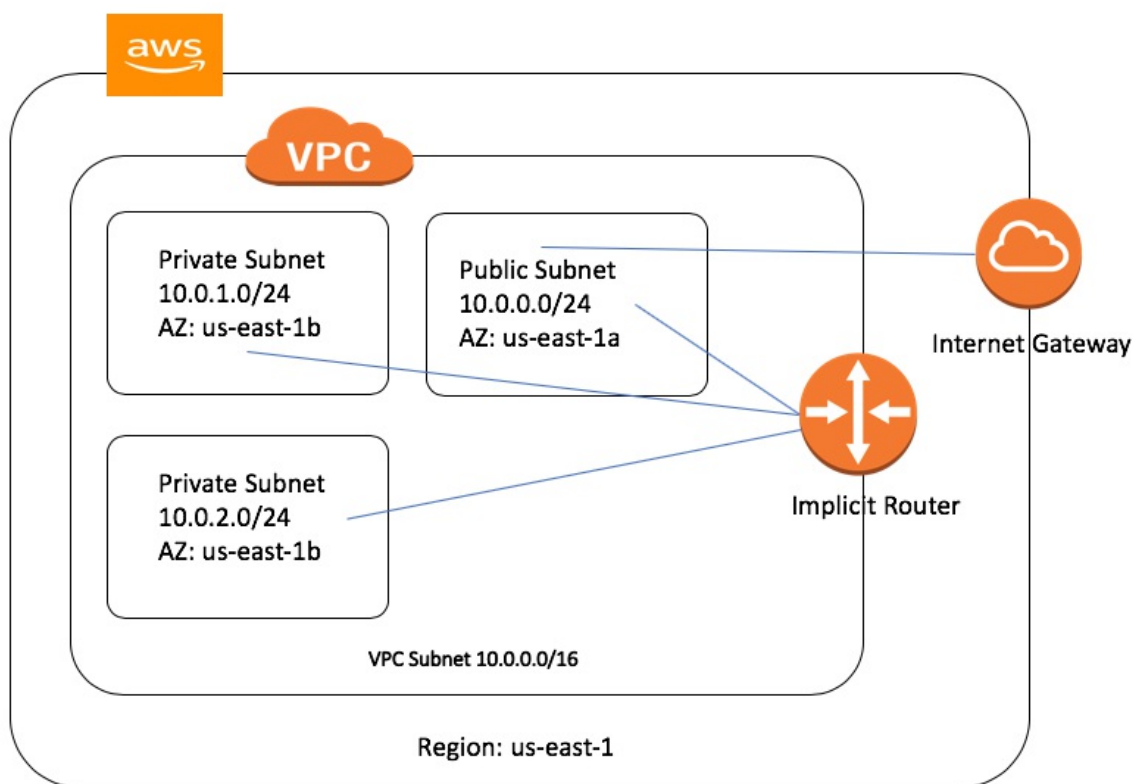 aws
VPC
Private Subnet
10.0.1.0/24
AZ: us-east-1b
Public Subnet
10.0.0.0/24
AZ: us-east-1a
Internet Gateway
Private Subnet
10.0.2.0/24
AZ: us-east-1b
Implicit Router
VPC Subnet 10.0.0.0/16
Region: us-east-1